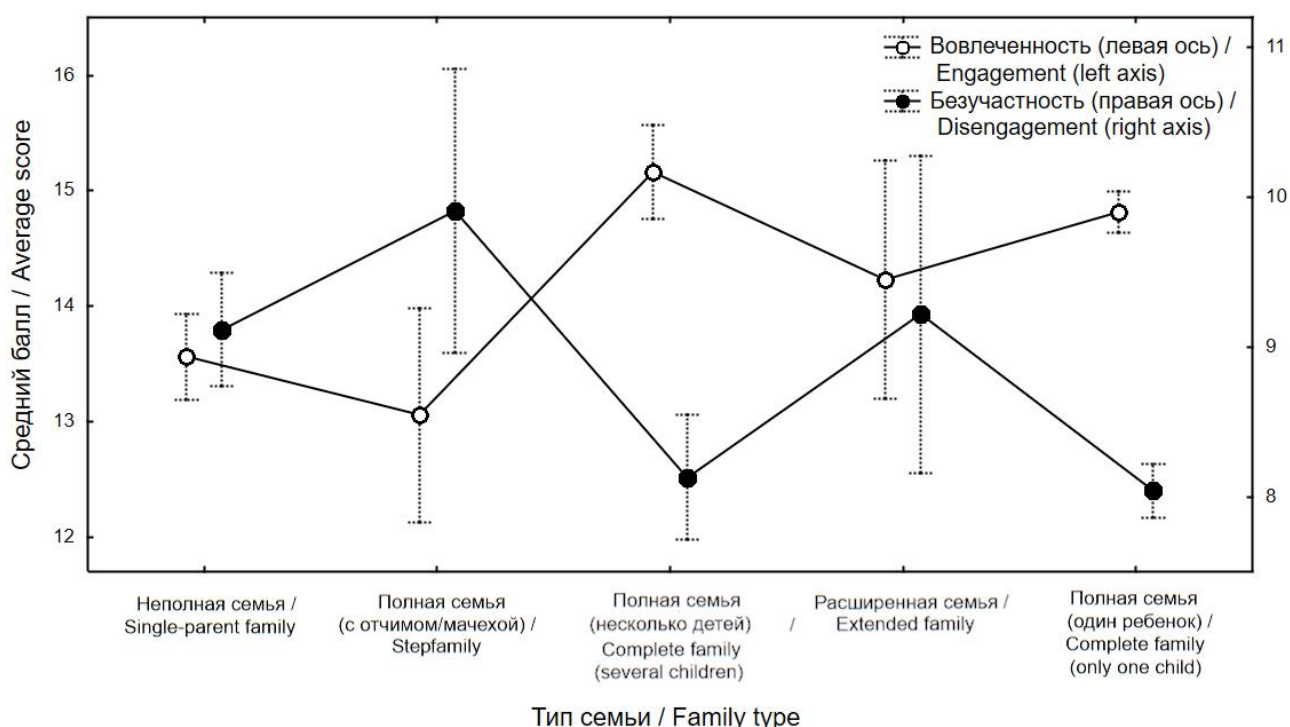 Вовлеченность (левая ось) /
Engagement (left axis)
Безучастность (правая ось) /
Disengagement (right axis)
Средний балл / Average score
16
15
14
13
12
11
10
9
8
Неполная семья /
Single-parent family
Полная семья
(с отчимом/мачехой) /
Stepfamily
Полная семья
(несколько детей) /
Complete family
(several children)
Расширенная семья /
Extended family
Полная семья
(один ребенок) /
Complete family
(only one child)
Тип семьи / Family type